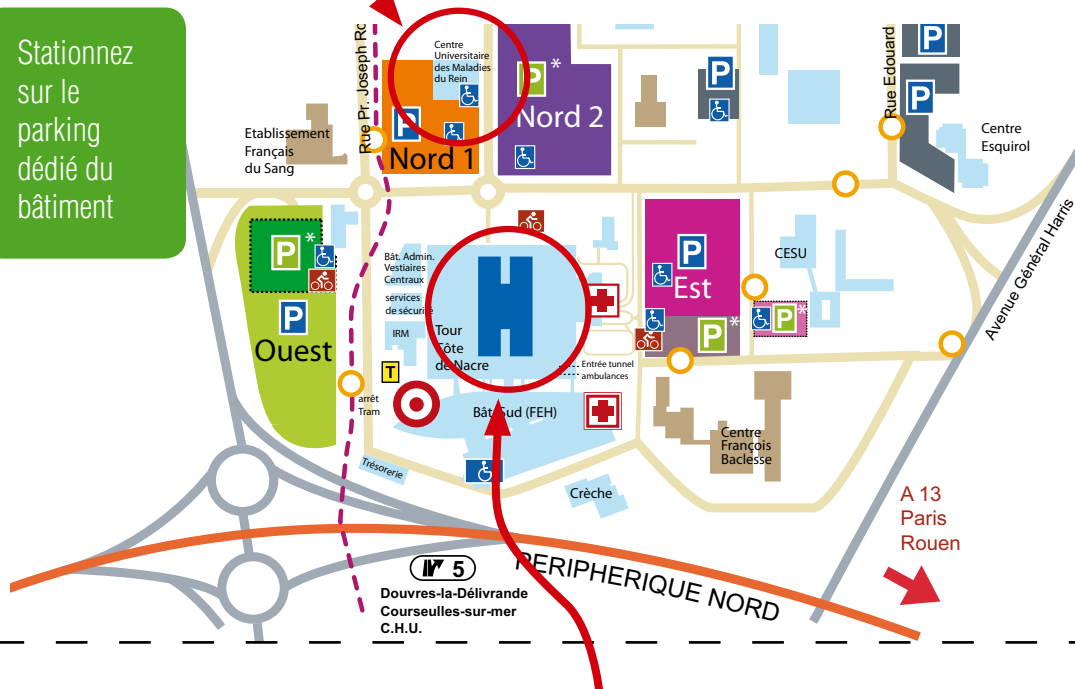 Stationnez
sur le
parking
dédié du
bâtiment
Rue Pr. Joseph Ro
Centre
Universitaire
des Maladies
du Rein
P
P *
Nord 1
Nord 2
P
Rue Edouard
P
P
Centre
Esquirol
Etablissement
Français
du Sang
Avenue Général Harris
P *
P
Ouest
Bât. Admin.
Vestiaires
Centraux
services
de sécurité
IRM
H
Tour
Côte
de Nacre
P
Est
P *
CESU
P *
T
arrêt
Tram
Entrée tunnel
ambulances
Bât. Sud (FEH)
Centre
François
Baclesse
Trésorerie
Crèche
A 13
Paris
Rouen
5
PERIPHERIQUE NORD
Douvres-la-Délivrande
Courseulles-sur-mer
C.H.U.